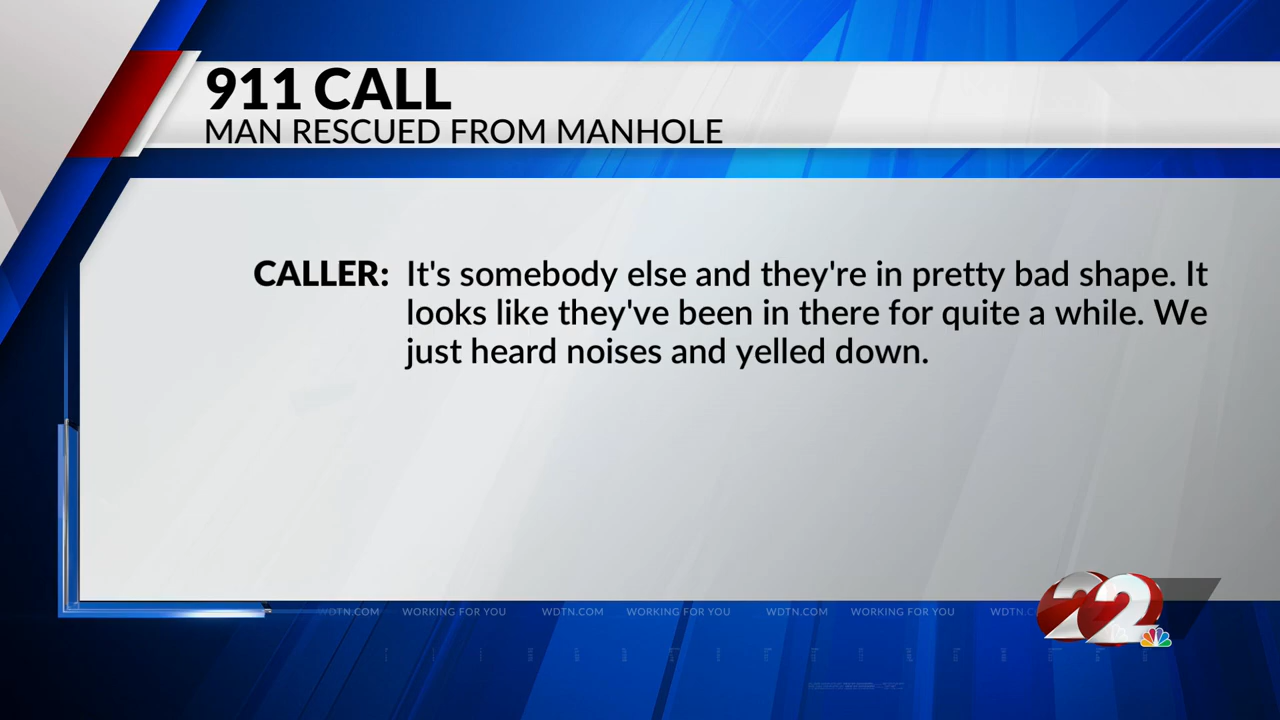 911 CALL
MAN RESCUED FROM MANHOLE
CALLER: It's somebody else and they're in pretty bad shape. It
looks like they've been in there for quite a while. We
just heard noises and yelled down.
22
WDTN.COM WORKING FOR YOU WDTN.COM WORKING FOR YOU WDTN.COM WORKING FOR YOU